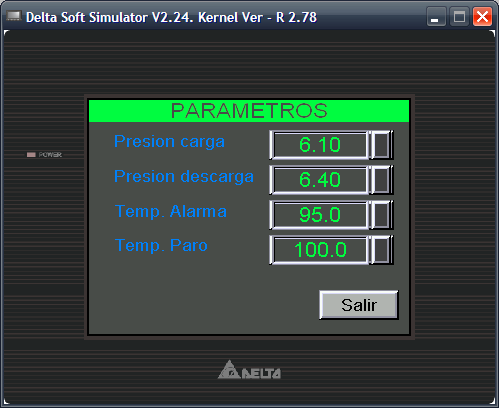 Delta Soft Simulator V2.24. Kernel Ver - R 2.78
PARAMETROS
Presion carga 6.10
POWER
Presion descarga 6.40
Temp. Alarma 95.0
Temp. Paro 100.0
Salir
DELTA